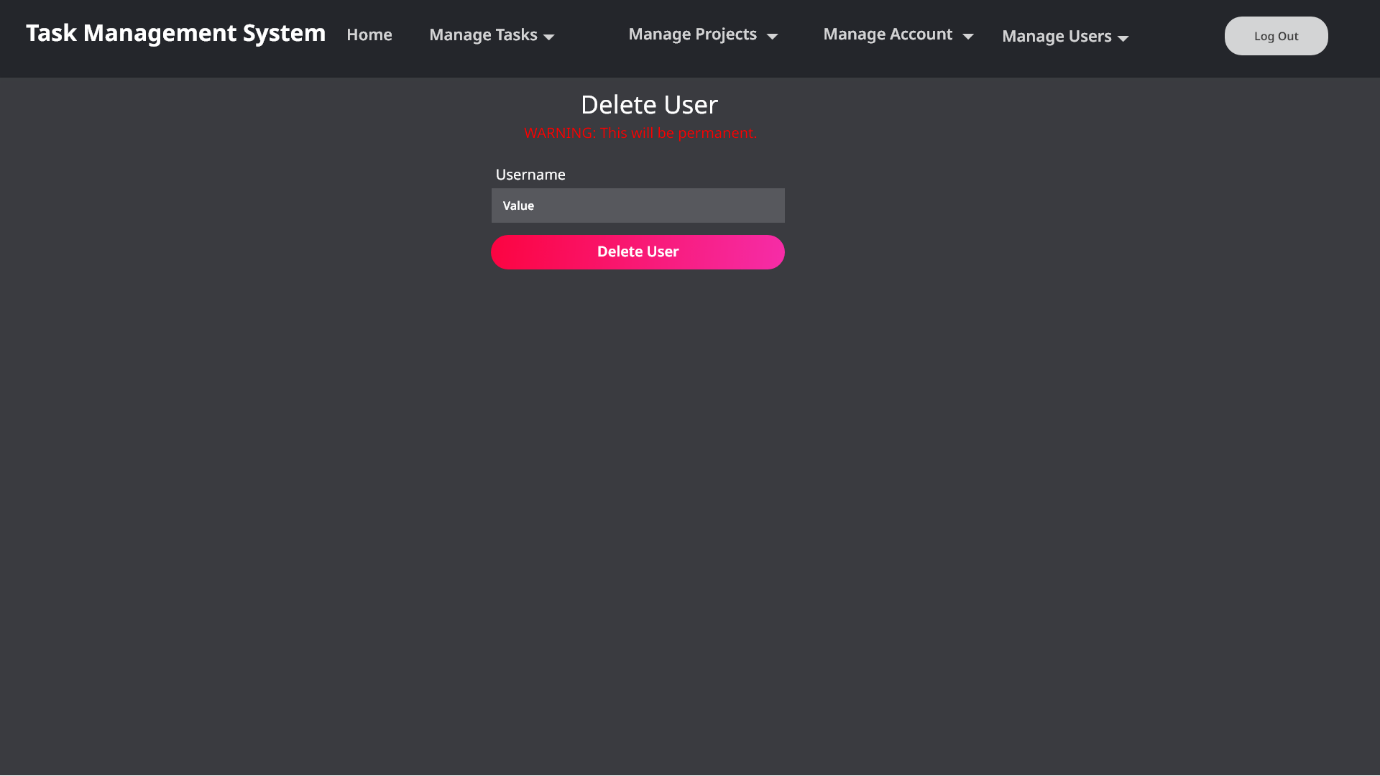 Task Management System Home Manage Tasks Manage Projects Manage Account Manage Users Log Out
Delete User
WARNING: This will be permanent.
Username
Value
Delete User